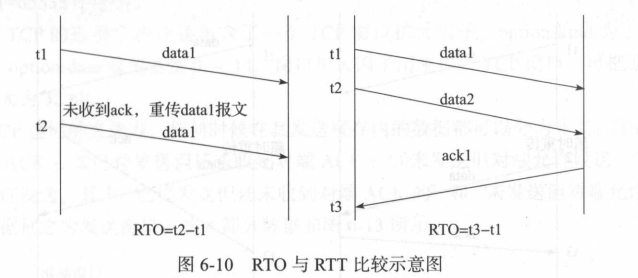 t1
data1
未收到ack，重传data1报文
t2
data1
RTO=t2−t1
t1
data1
t2
data2
ack1
t3
RTO=t3−t1
图 6-10 RTO 与 RTT 比较示意图